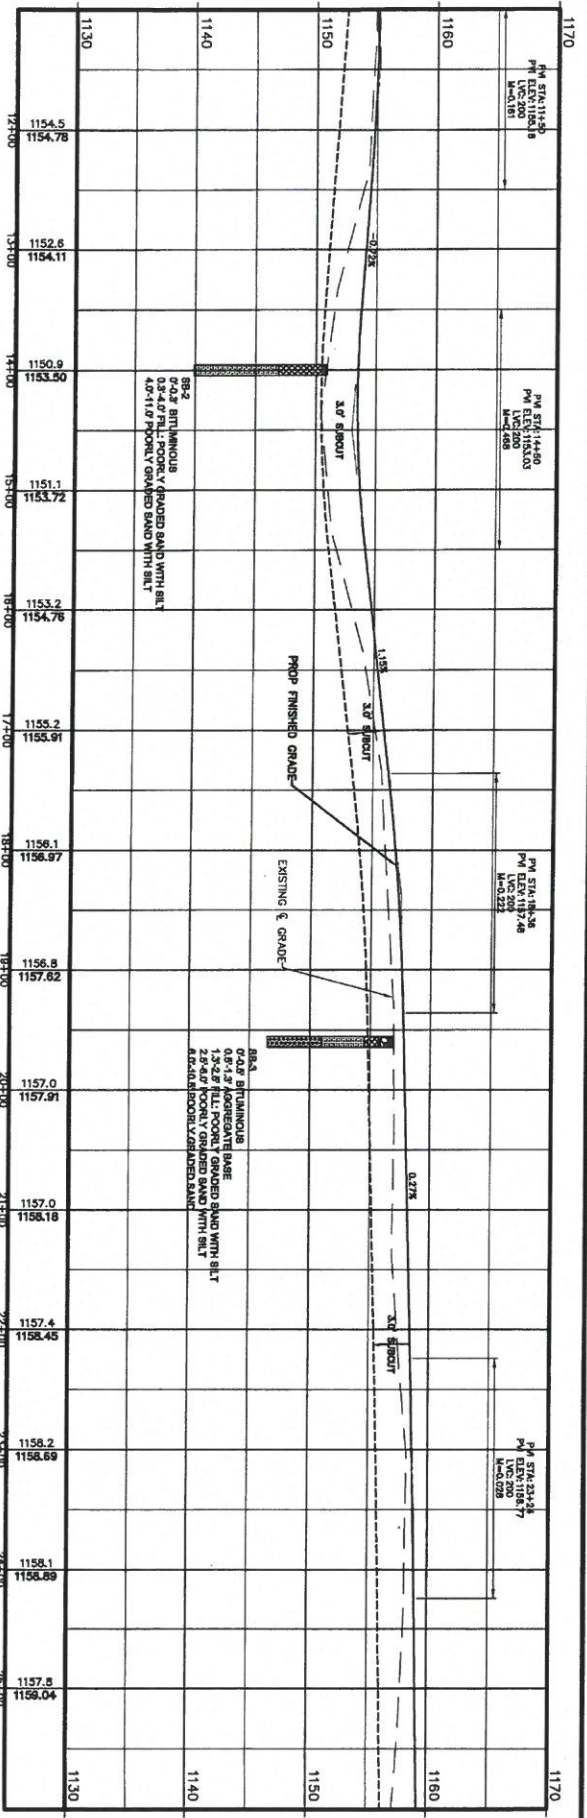 1170
1160
1150
1140
1130
PVI STA:11+50
LVC: 200
M=0.161
PVI STA:14+50
PVI ELEV:1153.03
LVC:200
M=0.468
PVI STA:18+36
PVI ELEV:1157.48
LVC: 200
M=0.222
PVI STA:23+24
PVI ELEV:1158.77
LVC: 200
M=0.028
-0.72%
3.0' SUBCUT
1.15%
3.0' SUBCUT
0.27%
3.0' SUBCUT
PROP FINISHED GRADE
EXISTING ℄ GRADE
SB-2
0'-0.3' BITUMINOUS
0.3'-4.0' FILL: POORLY GRADED SAND WITH SILT
4.0'-11.0' POORLY GRADED SAND WITH SILT
SB-3
0'-0.5' BITUMINOUS
0.5'-1.3' AGGREGATE BASE
1.3'-2.5' FILL: POORLY GRADED SAND WITH SILT
2.5'-6.0' POORLY GRADED SAND WITH SILT
6.0'-10.5' POORLY GRADED SAND
1154.5
1154.78
12+00
1152.6
1154.11
13+00
1150.9
1153.50
14+00
1151.1
1153.72
15+00
1153.2
1154.76
16+00
1155.2
1155.91
17+00
1156.1
1156.97
18+00
1156.8
1157.62
19+00
1157.0
1157.91
20+00
1157.0
1158.18
21+00
1157.4
1158.45
22+00
1158.2
1158.69
1158.1
1158.89
1157.8
1159.04
1170
1160
1150
1140
1130